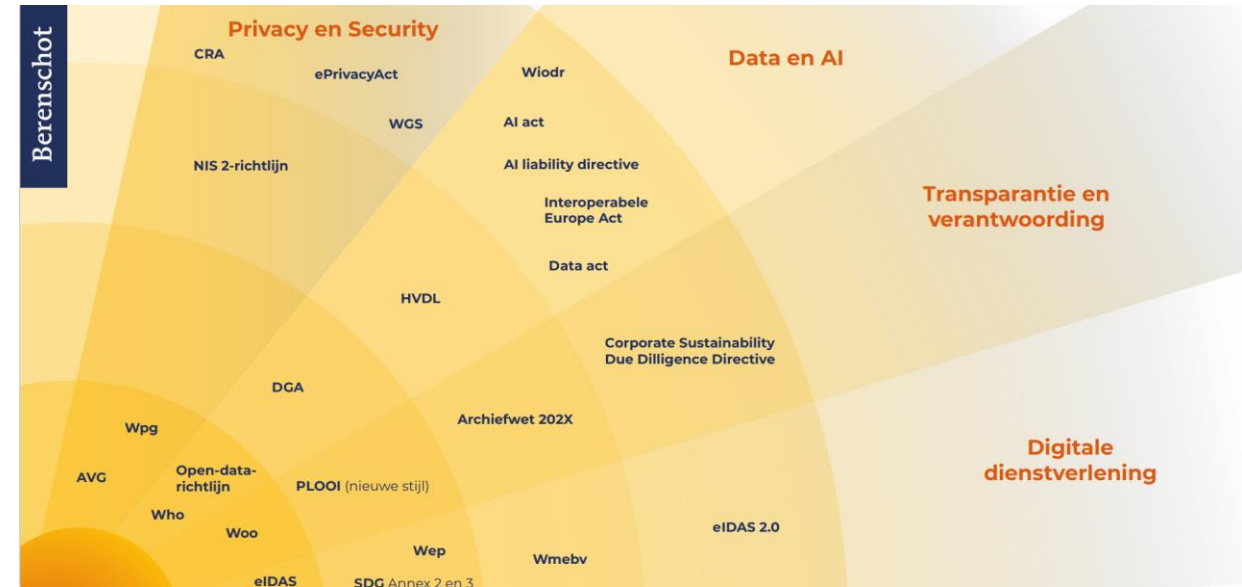 Berenschot
Privacy en Security
CRA
ePrivacyAct
WGS
NIS 2-richtlijn
Wpg
AVG
Data en AI
Wiodr
AI act
AI liability directive
Interoperabele
Europe Act
Data act
HVDL
DGA
Open-data-
richtlijn
Who
Transparantie en
verantwoording
Corporate Sustainability
Due Dilligence Directive
Archiefwet 202X
PLOOI (nieuwe stijl)
Woo
Digitale
dienstverlening
eIDAS 2.0
Wmebv
Wep
SDG Annex 2 en 3
eIDAS